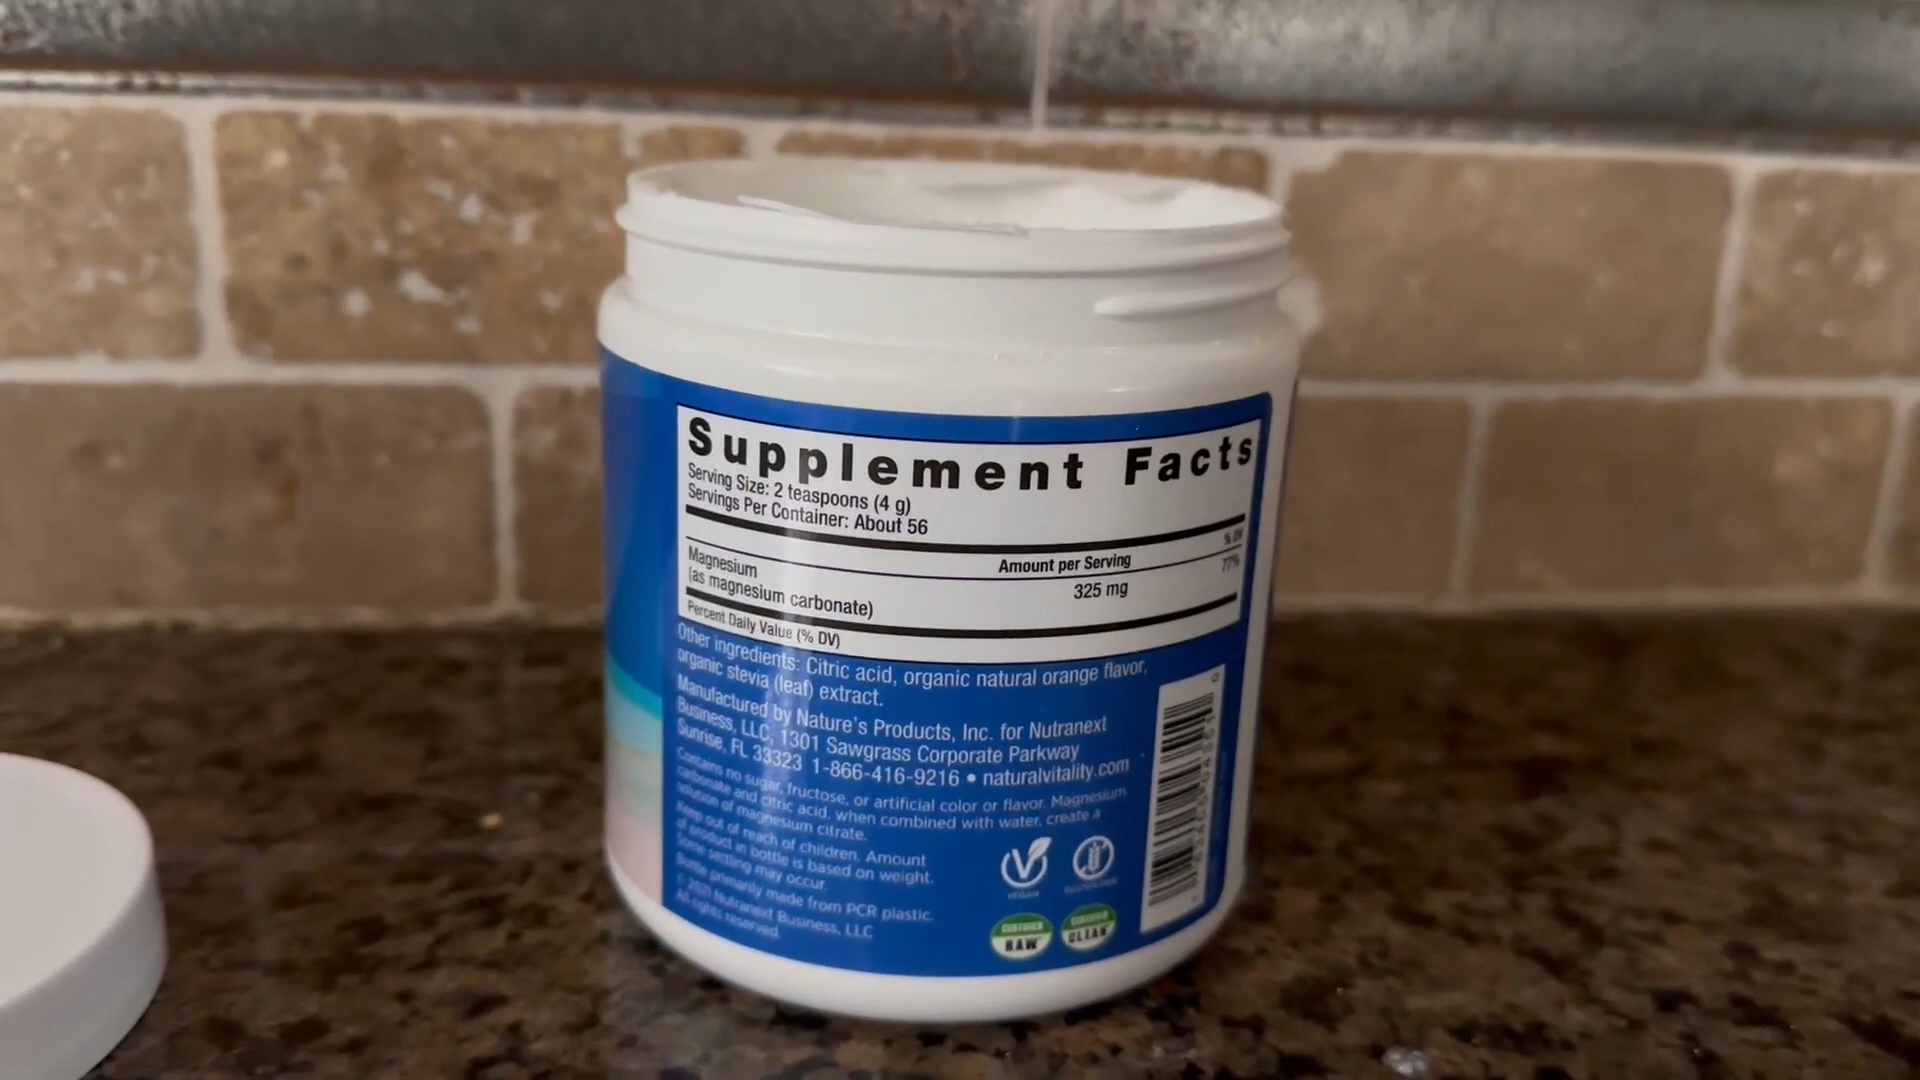 Supplement Facts
Serving Size: 2 teaspoons (4 g)
Servings Per Container: About 56
Amount per Serving
% DV
Magnesium
(as magnesium carbonate)
325 mg
77%
Percent Daily Value (% DV)
Other ingredients: Citric acid, organic natural orange flavor,
organic stevia (leaf) extract.
Manufactured by Nature's Products, Inc. for Nutranext
Business, LLC, 1301 Sawgrass Corporate Parkway
Sunrise, FL 33323 1-866-416-9216 • naturalvitality.com
Contains no sugar, fructose, or artificial color or flavor. Magnesium
carbonate and citric acid, when combined with water, create a
solution of magnesium citrate.
Keep out of reach of children. Amount
of product in bottle is based on weight.
Some settling may occur.
Bottle primarily made from PCR plastic.
© 2021 Nutranext Business, LLC
All rights reserved.
VEGAN
GLUTEN FREE
CERTIFIED
RAW
CERTIFIED
CLEAN